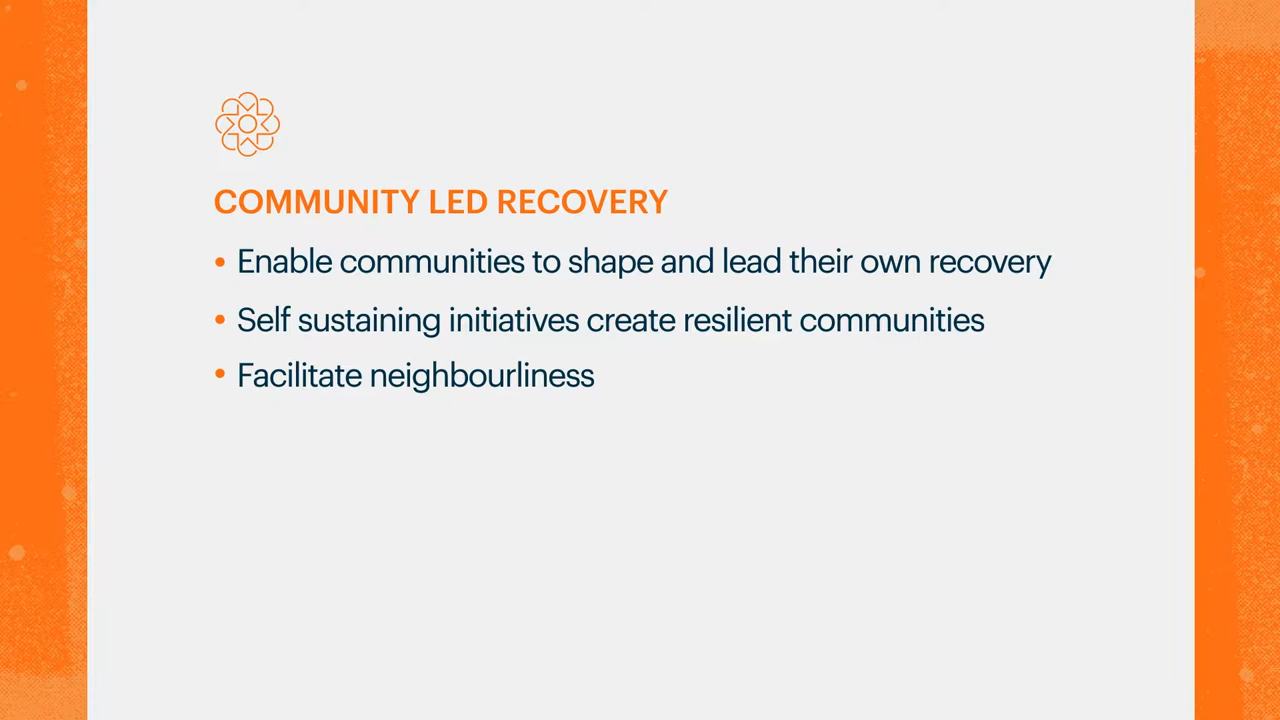 COMMUNITY LED RECOVERY
• Enable communities to shape and lead their own recovery
• Self sustaining initiatives create resilient communities
• Facilitate neighbourliness